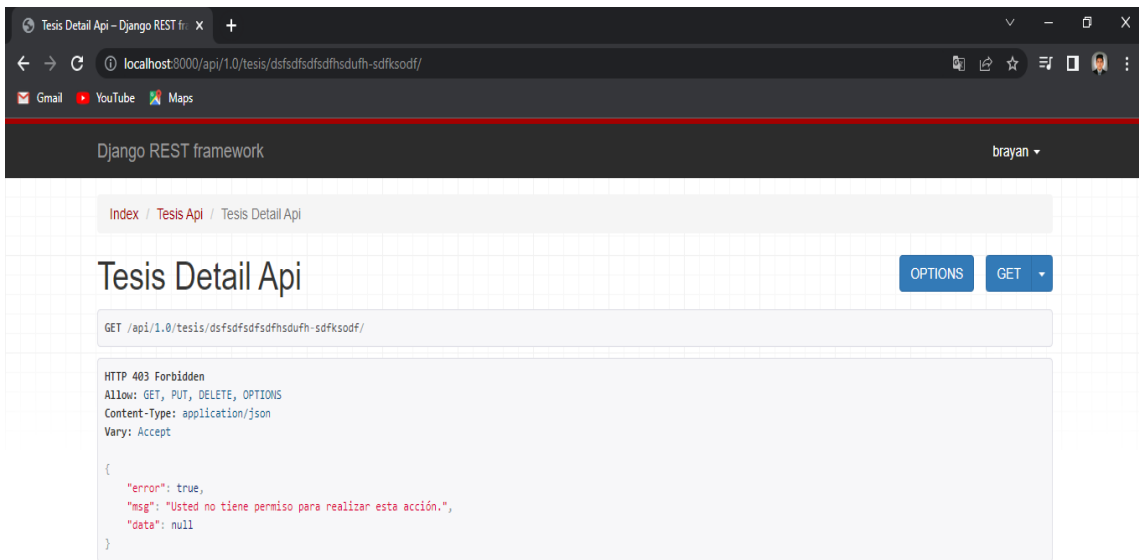 Tesis Detail Api – Django REST fr
localhost:8000/api/1.0/tesis/dsfsdfsdfsdfhsdufh-sdfksodf/
Gmail YouTube Maps
Django REST framework brayan
Index / Tesis Api / Tesis Detail Api
Tesis Detail Api OPTIONS GET
GET /api/1.0/tesis/dsfsdfsdfsdfhsdufh-sdfksodf/
HTTP 403 Forbidden
Allow: GET, PUT, DELETE, OPTIONS
Content-Type: application/json
Vary: Accept
{
"error": true,
"msg": "Usted no tiene permiso para realizar esta acción.",
"data": null
}